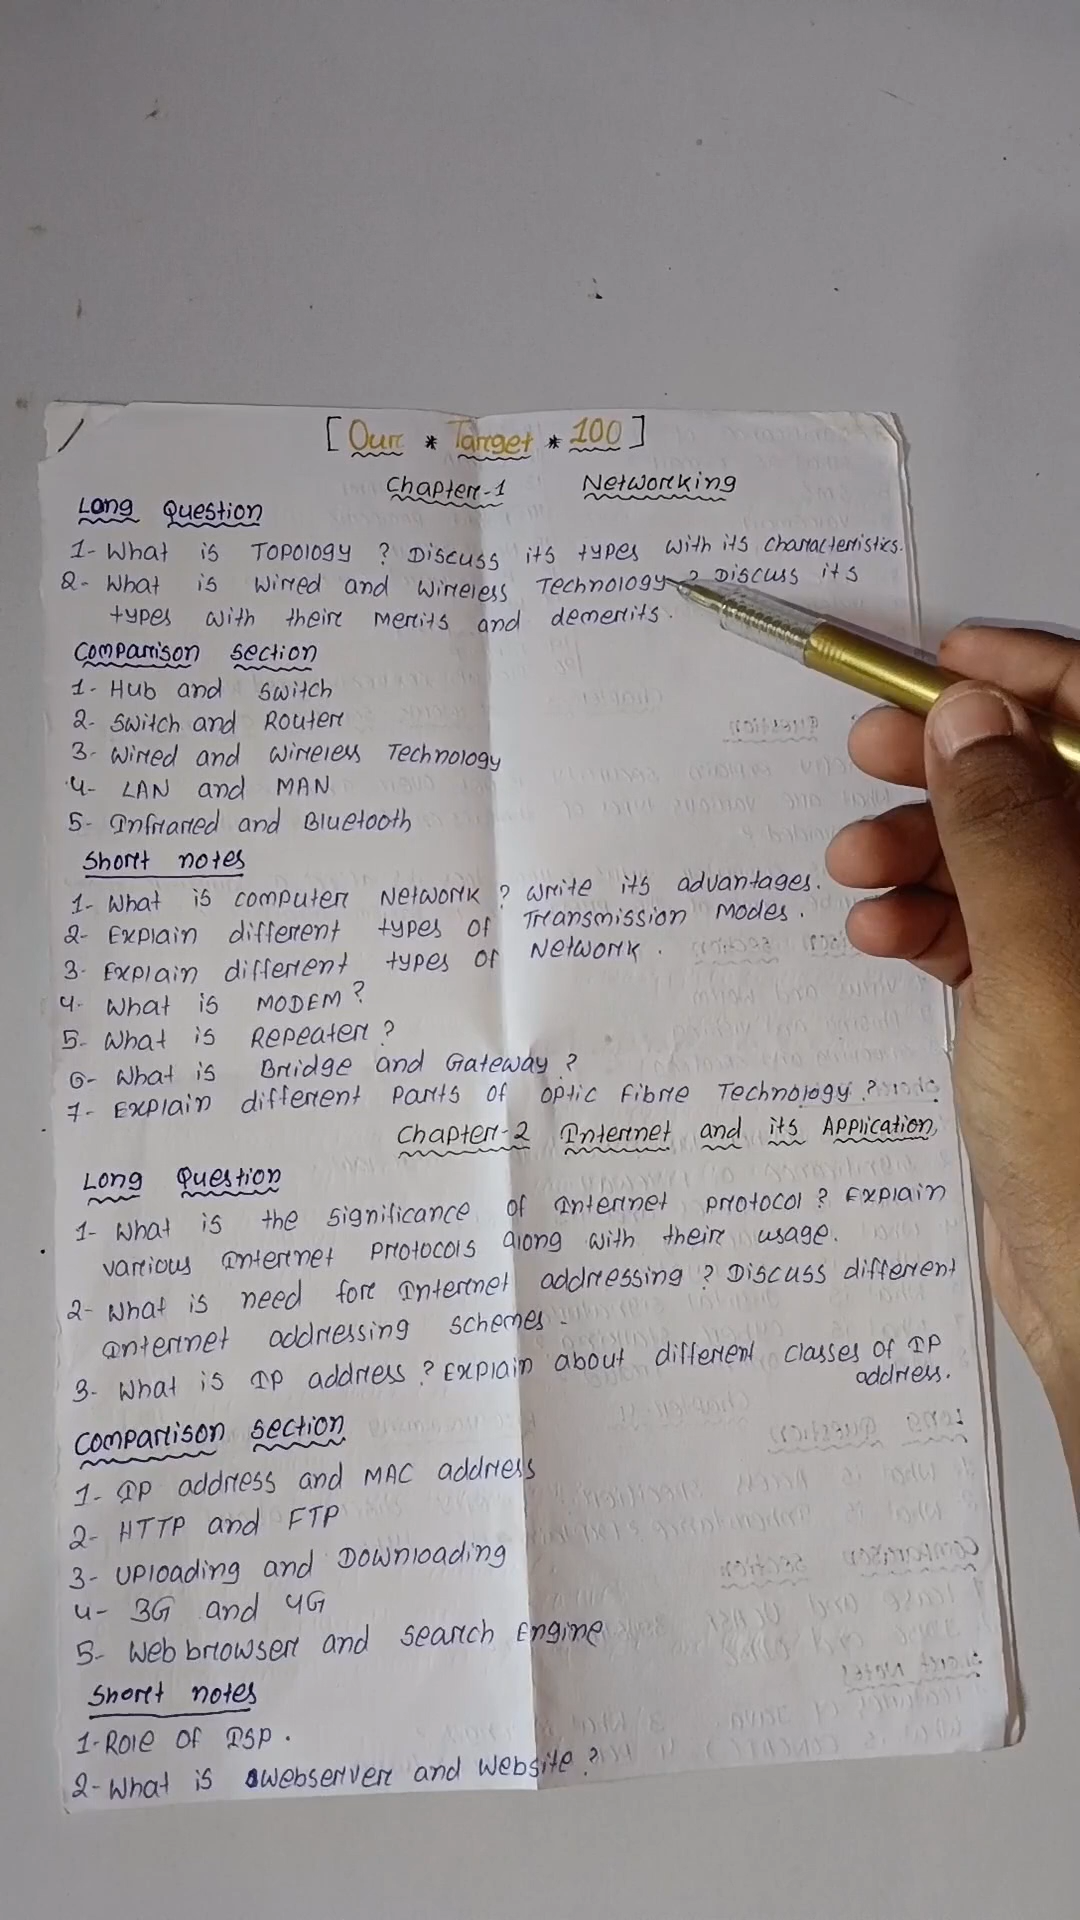 [ Our * Target * 100 ]
Chapter-1 Networking
Long Question
1- What is Topology ? Discuss its types with its characteristics.
2- What is wired and wireless Technology ? Discuss its
types with their merits and demerits.
Comparison section
1- Hub and switch
2- Switch and Router
3- Wired and wireless Technology
4- LAN and MAN
5- Infrared and Bluetooth
Short notes
1- What is computer Network ? Write its advantages.
2- Explain different types of Transmission Modes.
3- Explain different types of Network.
4- What is MODEM ?
5- What is Repeater ?
6- What is Bridge and Gateway ?
7- Explain different parts of optic Fibre Technology ?
Chapter-2 Internet and its Application
Long Question
1- What is the significance of Internet protocol ? Explain
various Internet Protocols along with their usage.
2- What is need for Internet addressing ? Discuss different
Internet addressing schemes.
3- What is IP address ? Explain about different classes of IP
address.
Comparison section
1- IP address and MAC address
2- HTTP and FTP
3- Uploading and Downloading
4- 3G and 4G
5- Web browser and search Engine
Short notes
1- Role of ISP.
2- What is webserver and website ?